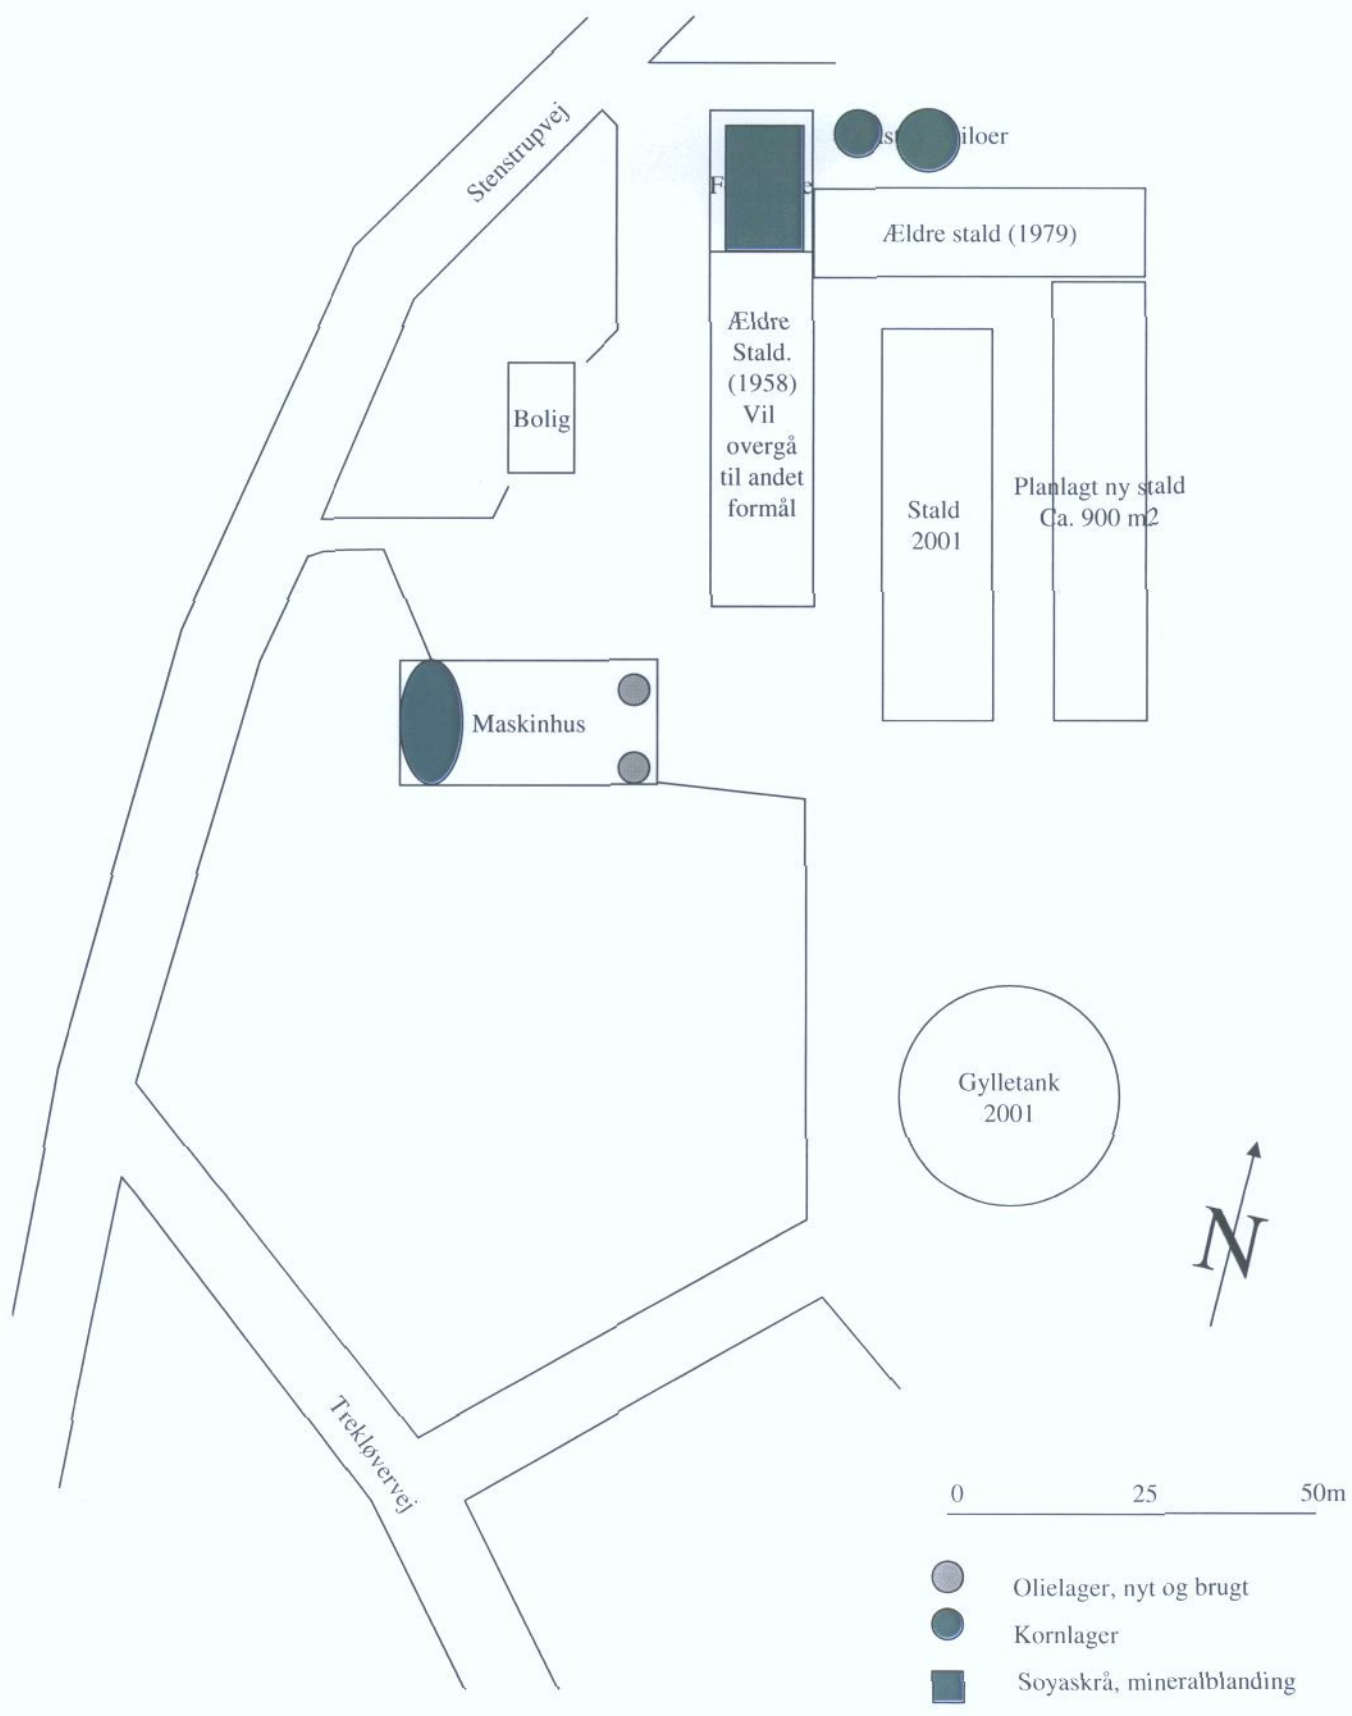 Stenstrupvej
iloer
Ældre stald (1979)
Ældre
Stald.
(1958)
Vil
overgå
til andet
formål
Bolig
Stald
2001
Planlagt ny stald
Ca. 900 m2
Maskinhus
Gylletank
2001
N
Trekløvervej
0 25 50m
Olielager, nyt og brugt
Kornlager
Soyaskrå, mineralblanding